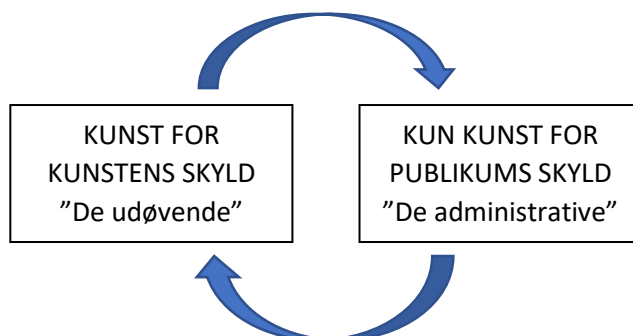 KUNST FOR
KUNSTENS SKYLD
”De udøvende”
KUN KUNST FOR
PUBLIKUMS SKYLD
”De administrative”